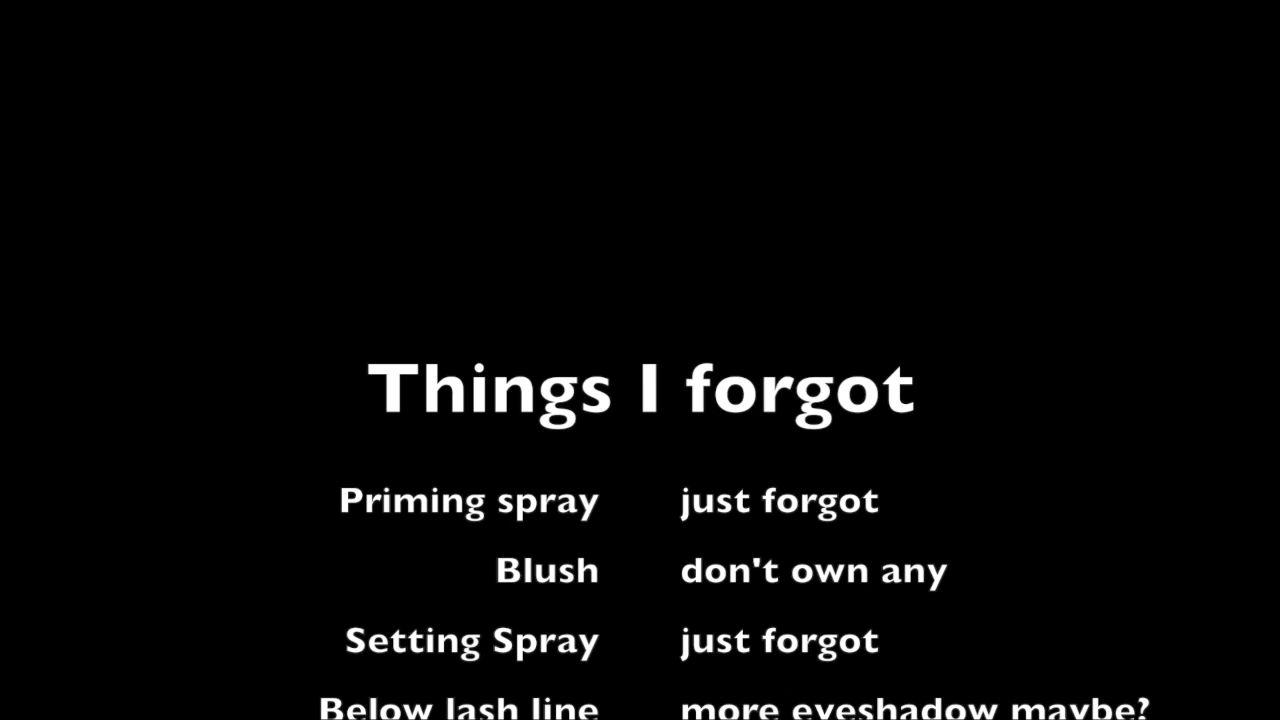 Things I forgot
Priming spray just forgot
Blush don't own any
Setting Spray just forgot
Below lash line more eyeshadow maybe?